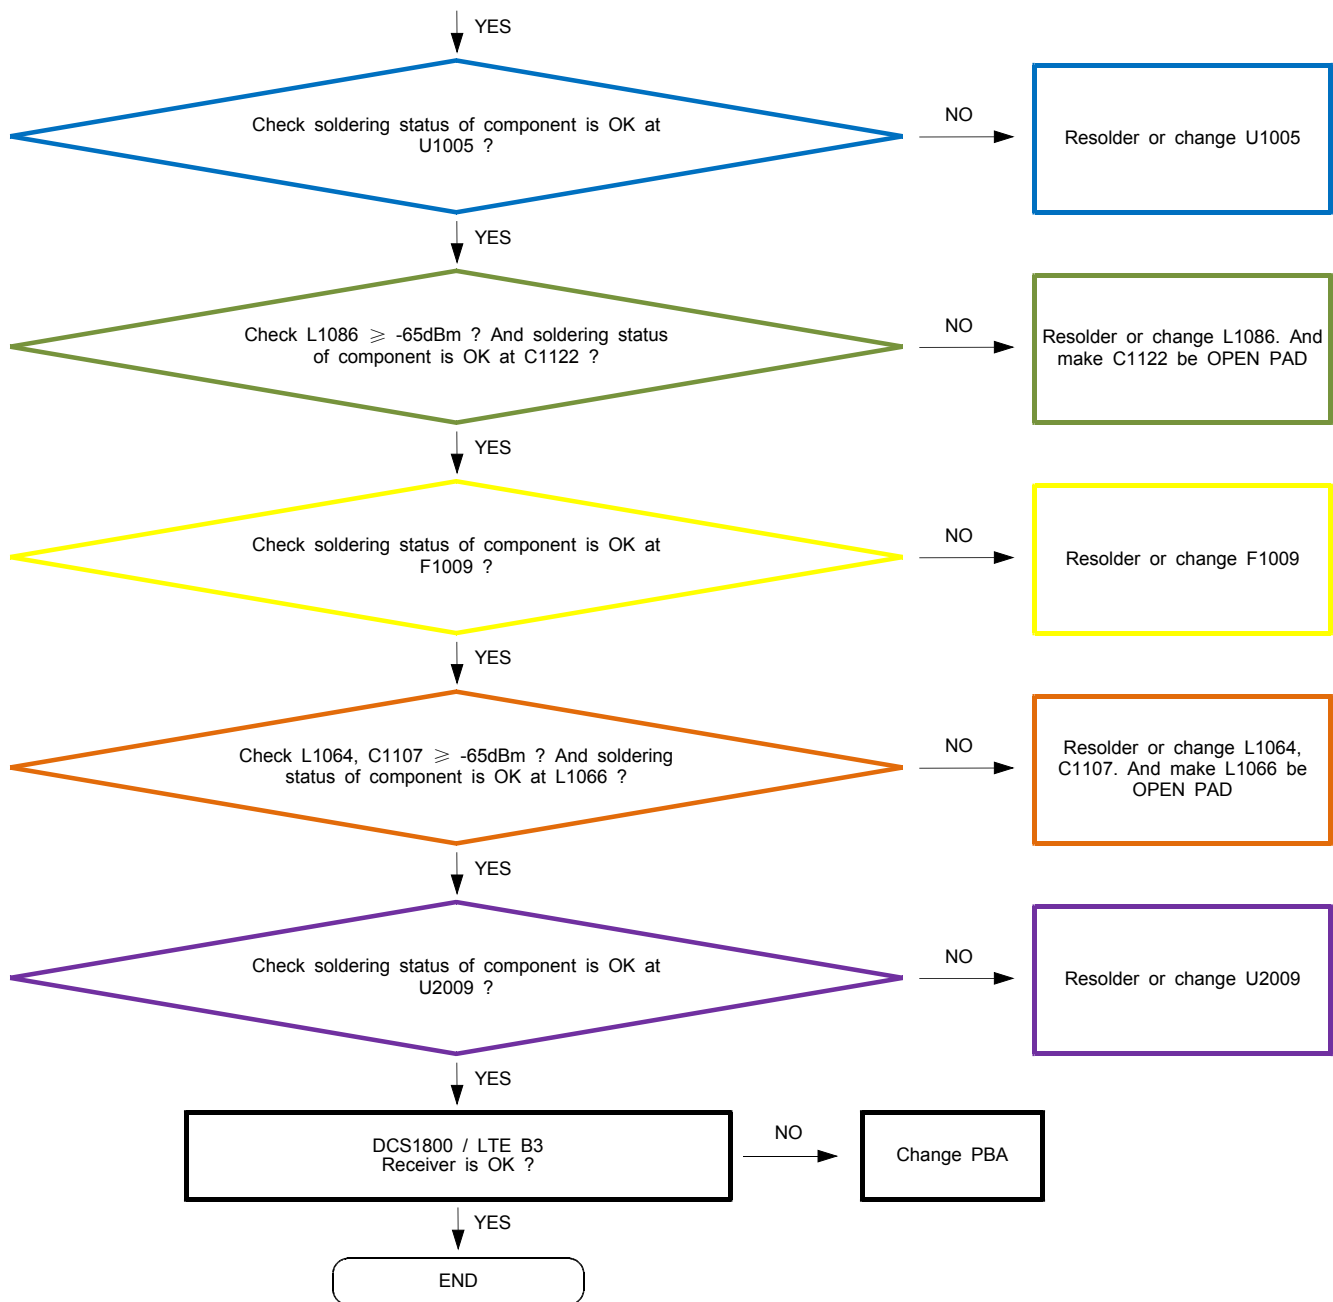 YES
Check soldering status of component is OK at
U1005 ?
NO
Resolder or change U1005
YES
Check L1086 ≥ -65dBm ? And soldering status
of component is OK at C1122 ?
NO
Resolder or change L1086. And
make C1122 be OPEN PAD
YES
Check soldering status of component is OK at
F1009 ?
NO
Resolder or change F1009
YES
Check L1064, C1107 ≥ -65dBm ? And soldering
status of component is OK at L1066 ?
NO
Resolder or change L1064,
C1107. And make L1066 be
OPEN PAD
YES
Check soldering status of component is OK at
U2009 ?
NO
Resolder or change U2009
YES
DCS1800 / LTE B3
Receiver is OK ?
NO
Change PBA
YES
END